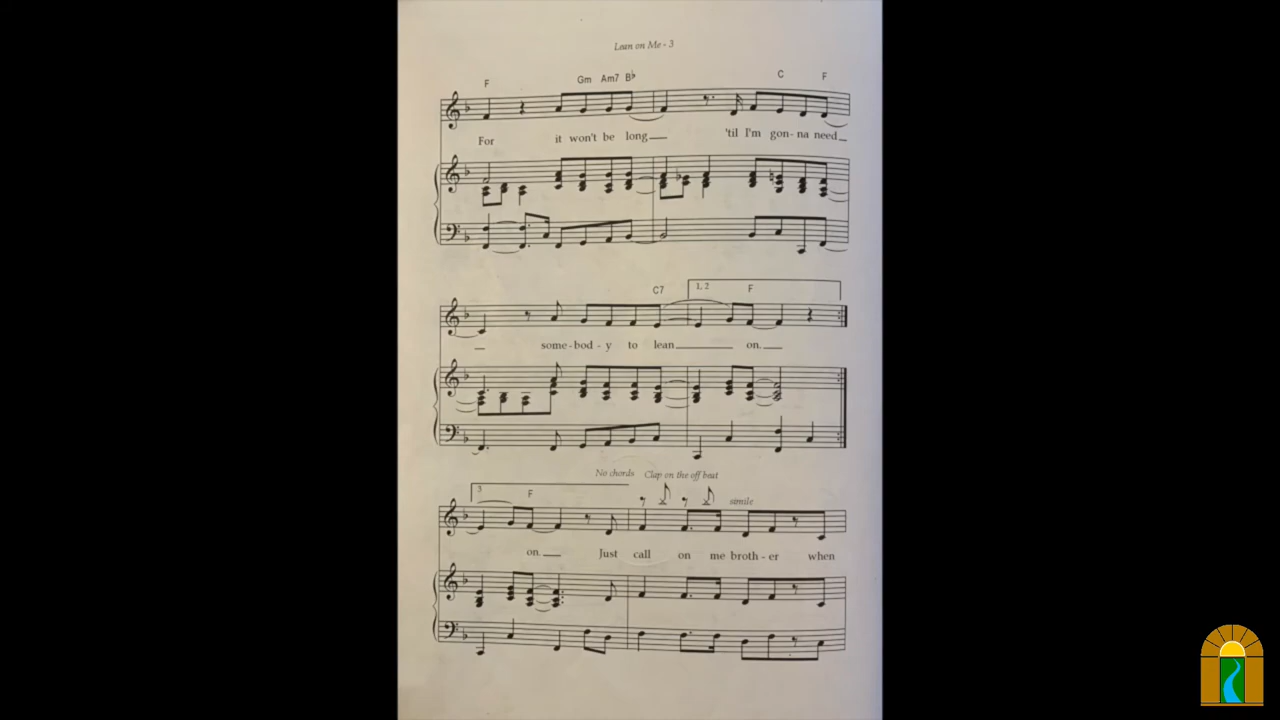 Lean on Me - 3
F Gm Am7 B♭ C F
For it won't be long 'til I'm gon- na need
C7 1, 2 F
some - bod - y to lean on.
No chords Clap on the off beat
3 F simile
on. Just call on me broth - er when